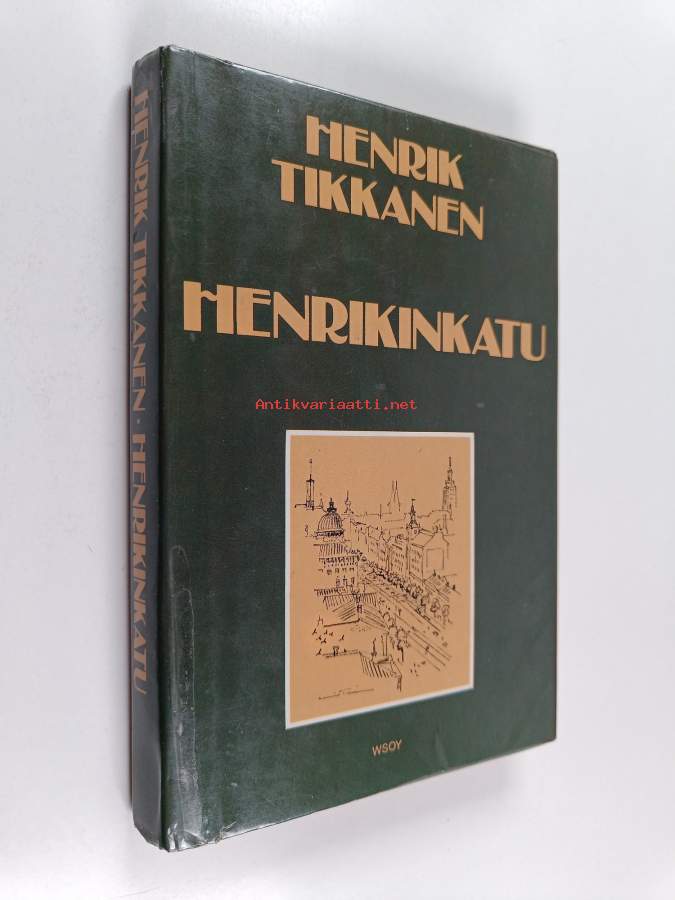 HENRIK
TIKKANEN
HENRIKINKATU
Antikvariaatti.net
WSOY
HENRIK TIKKANEN · HENRIKINKATU